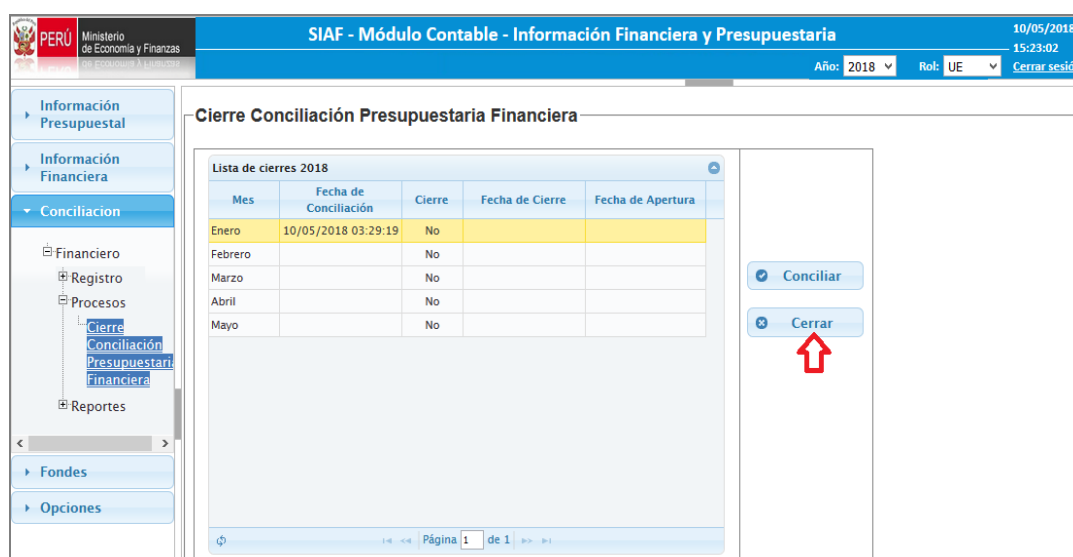 PERÚ
Ministerio
de Economía y Finanzas
SIAF - Módulo Contable - Información Financiera y Presupuestaria
10/05/2018
15:23:02
Año: 2018 Rol: UE Cerrar sesió
Información
Presupuestal
Información
Financiera
Conciliacion
Financiero
Registro
Procesos
Cierre
Conciliación
Presupuestaria
Financiera
Reportes
Fondes
Opciones
Cierre Conciliación Presupuestaria Financiera
Lista de cierres 2018
Mes Fecha de Conciliación Cierre Fecha de Cierre Fecha de Apertura
Enero 10/05/2018 03:29:19 No
Febrero No
Marzo No
Abril No
Mayo No
Página 1 de 1
Conciliar
Cerrar